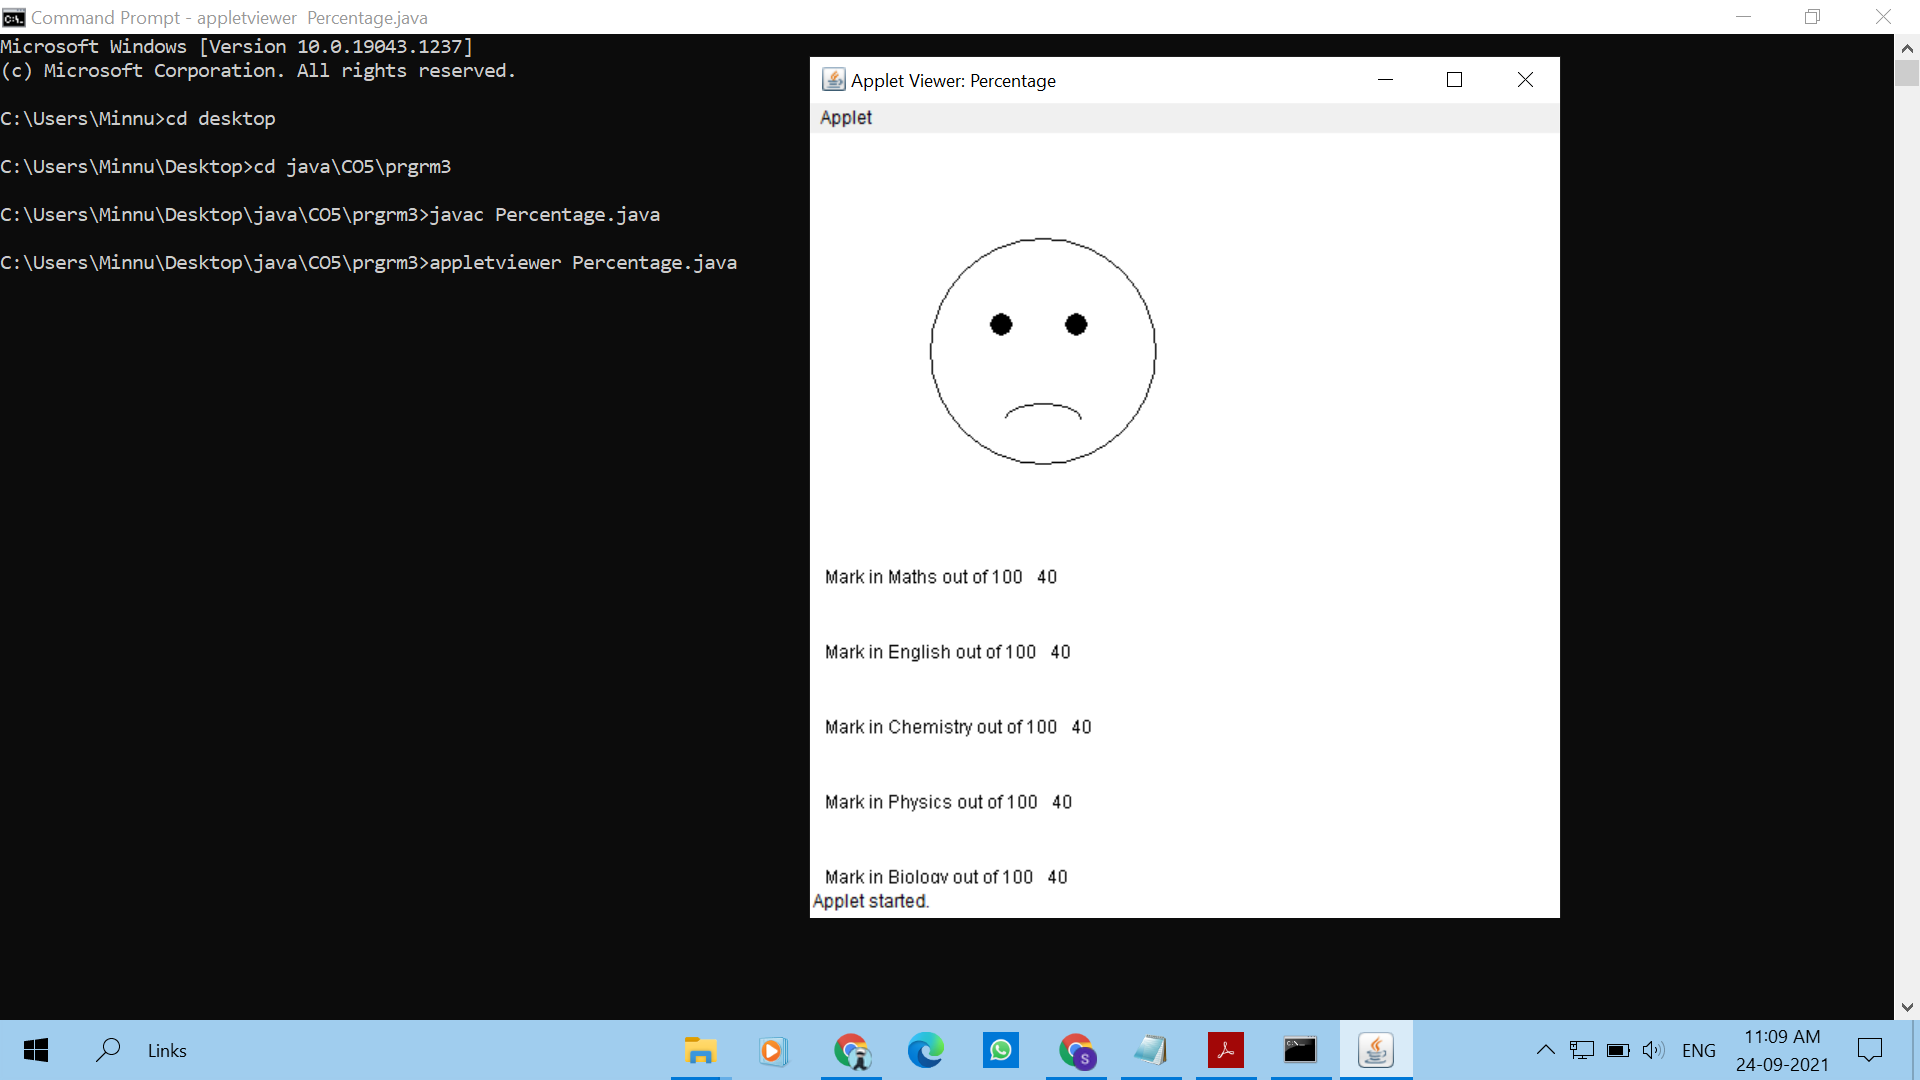 Command Prompt - appletviewer  Percentage.java
Microsoft Windows [Version 10.0.19043.1237]
(c) Microsoft Corporation. All rights reserved.
C:\Users\Minnu>cd desktop
C:\Users\Minnu\Desktop>cd java\CO5\prgrm3
C:\Users\Minnu\Desktop\java\CO5\prgrm3>javac Percentage.java
C:\Users\Minnu\Desktop\java\CO5\prgrm3>appletviewer Percentage.java
Applet Viewer: Percentage
Applet
Mark in Maths out of 100   40
Mark in English out of 100   40
Mark in Chemistry out of 100   40
Mark in Physics out of 100   40
Mark in Biology out of 100   40
Applet started.
Links
S
ENG
11:09 AM
24-09-2021